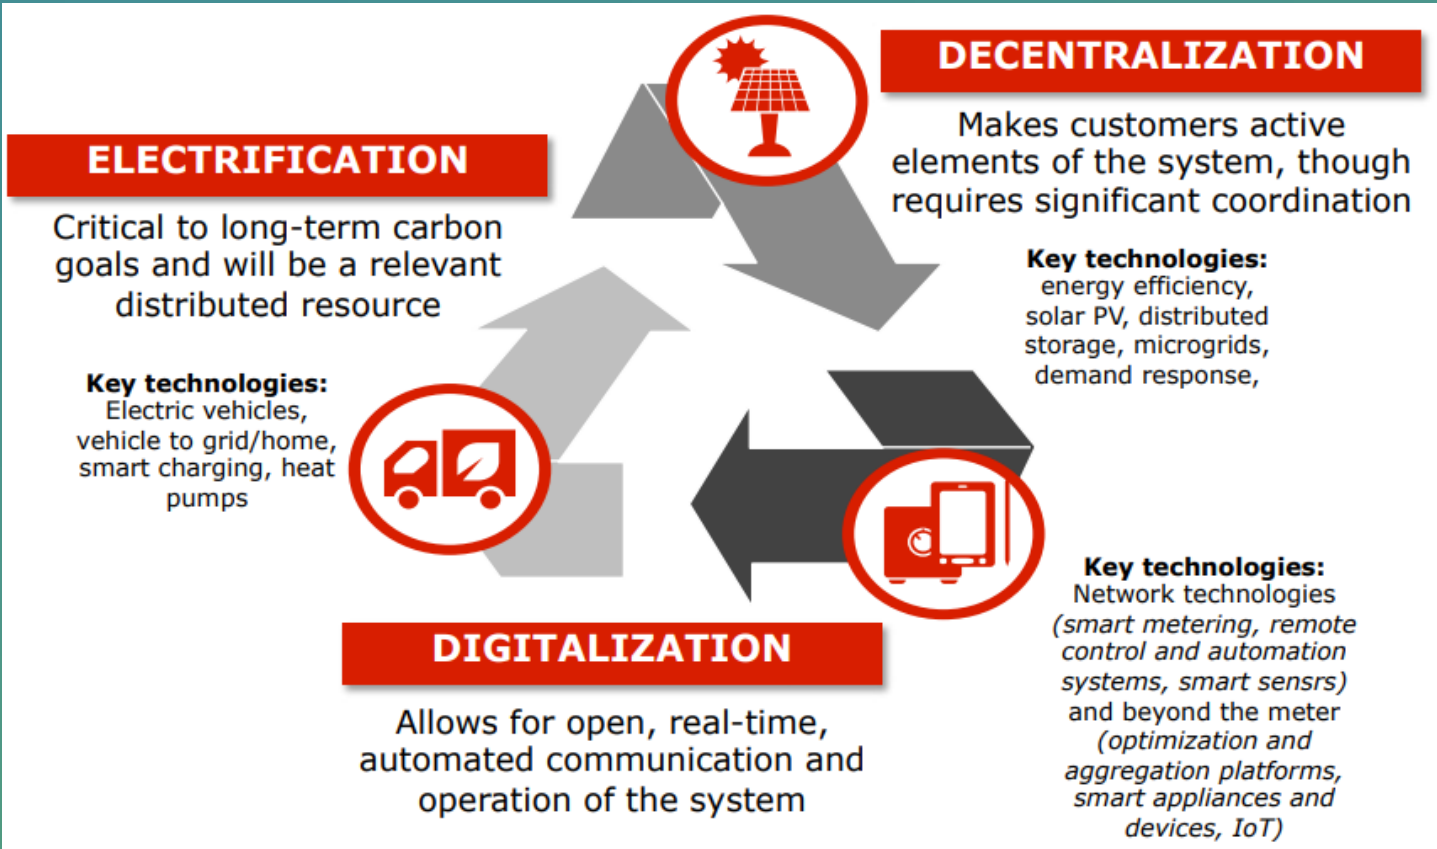 DECENTRALIZATION
Makes customers active
elements of the system, though
requires significant coordination
Key technologies:
energy efficiency,
solar PV, distributed
storage, microgrids,
demand response,
ELECTRIFICATION
Critical to long-term carbon
goals and will be a relevant
distributed resource
Key technologies:
Electric vehicles,
vehicle to grid/home,
smart charging, heat
pumps
DIGITALIZATION
Allows for open, real-time,
automated communication and
operation of the system
Key technologies:
Network technologies
(smart metering, remote
control and automation
systems, smart sensrs)
and beyond the meter
(optimization and
aggregation platforms,
smart appliances and
devices, IoT)